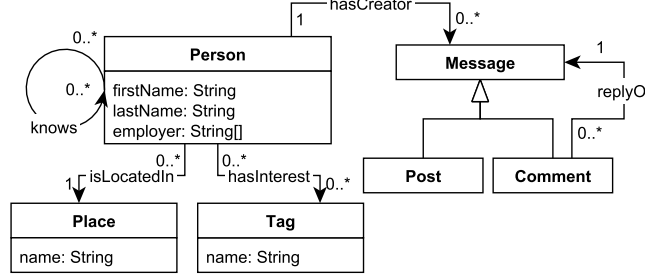 hasCreator
1
0..*
0..*
Person
Message
1
firstName: String
lastName: String
employer: String[]
0..*
knows
replyO
0..*
0..*
0..*
isLocatedIn
hasInterest
1
0..*
Post
Comment
Place
Tag
name: String
name: String